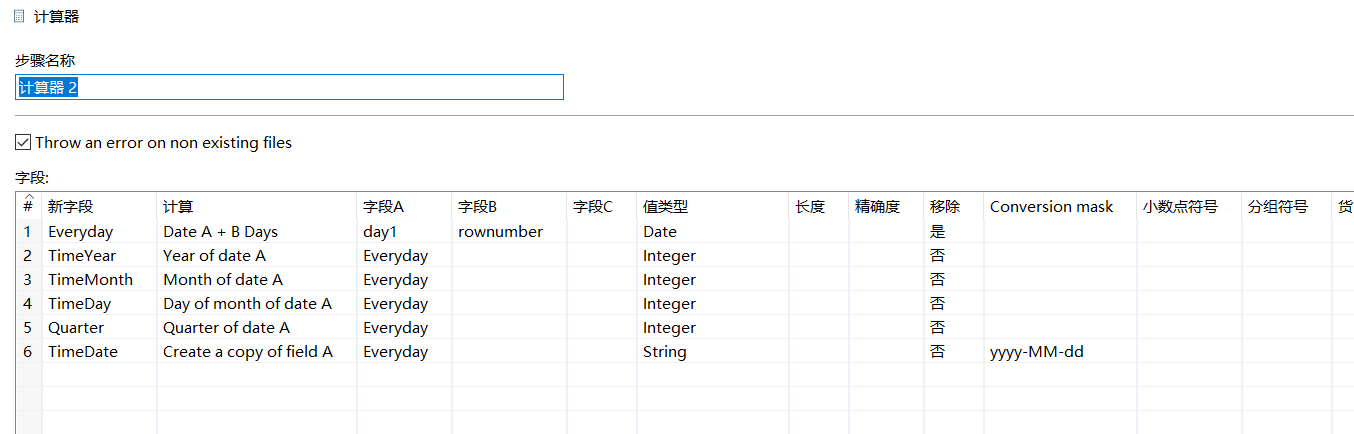 计算器
步骤名称
计算器 2
Throw an error on non existing files
字段:
# 新字段 计算 字段A 字段B 字段C 值类型 长度 精确度 移除 Conversion mask 小数点符号 分组符号 货
1 Everyday Date A + B Days day1 rownumber Date 是
2 TimeYear Year of date A Everyday Integer 否
3 TimeMonth Month of date A Everyday Integer 否
4 TimeDay Day of month of date A Everyday Integer 否
5 Quarter Quarter of date A Everyday Integer 否
6 TimeDate Create a copy of field A Everyday String 否 yyyy-MM-dd